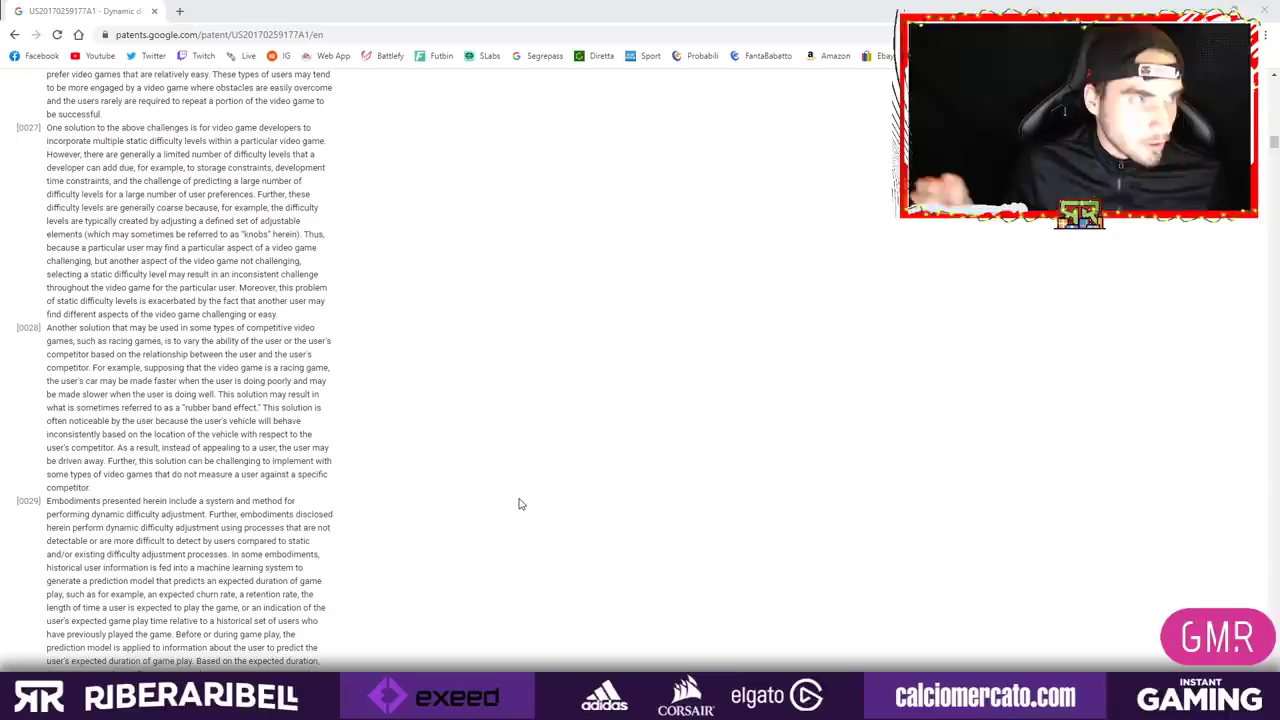 US20170259177A1 - Dynamic di
patents.google.com/patent/US20170259177A1/en
Facebook Youtube Twitter Twitch Live IG Web App Battlefy Futbin SLabs Segrepass Diretta Sport Probabili FantaBabatto Amazon Ebay
prefer video games that are relatively easy. These types of users may tend
to be more engaged by a video game where obstacles are easily overcome
and the users rarely are required to repeat a portion of the video game to
be successful.
[0027] One solution to the above challenges is for video game developers to
incorporate multiple static difficulty levels within a particular video game.
However, there are generally a limited number of difficulty levels that a
developer can add due, for example, to storage constraints, development
time constraints, and the challenge of predicting a large number of
difficulty levels for a large number of user preferences. Further, these
difficulty levels are generally coarse because, for example, the difficulty
levels are typically created by adjusting a defined set of adjustable
elements (which may sometimes be referred to as "knobs" herein). Thus,
because a particular user may find a particular aspect of a video game
challenging, but another aspect of the video game not challenging,
selecting a static difficulty level may result in an inconsistent challenge
throughout the video game for the particular user. Moreover, this problem
of static difficulty levels is exacerbated by the fact that another user may
find different aspects of the video game challenging or easy.
[0028] Another solution that may be used in some types of competitive video
games, such as racing games, is to vary the ability of the user or the user's
competitor based on the relationship between the user and the user's
competitor. For example, supposing that the video game is a racing game,
the user's car may be made faster when the user is doing poorly and may
be made slower when the user is doing well. This solution may result in
what is sometimes referred to as a "rubber band effect." This solution is
often noticeable by the user because the user's vehicle will behave
inconsistently based on the location of the vehicle with respect to the
user's competitor. As a result, instead of appealing to a user, the user may
be driven away. Further, this solution can be challenging to implement with
some types of video games that do not measure a user against a specific
competitor.
[0029] Embodiments presented herein include a system and method for
performing dynamic difficulty adjustment. Further, embodiments disclosed
herein perform dynamic difficulty adjustment using processes that are not
detectable or are more difficult to detect by users compared to static
and/or existing difficulty adjustment processes. In some embodiments,
historical user information is fed into a machine learning system to
generate a prediction model that predicts an expected duration of game
play, such as for example, an expected churn rate, a retention rate, the
length of time a user is expected to play the game, or an indication of the
user's expected game play time relative to a historical set of users who
have previously played the game. Before or during game play, the
prediction model is applied to information about the user to predict the
user's expected duration of game play. Based on the expected duration,
GMR
RR RIBERARIBELL exeed adidas CORSAIR elgato calciomercato.com INSTANT GAMING